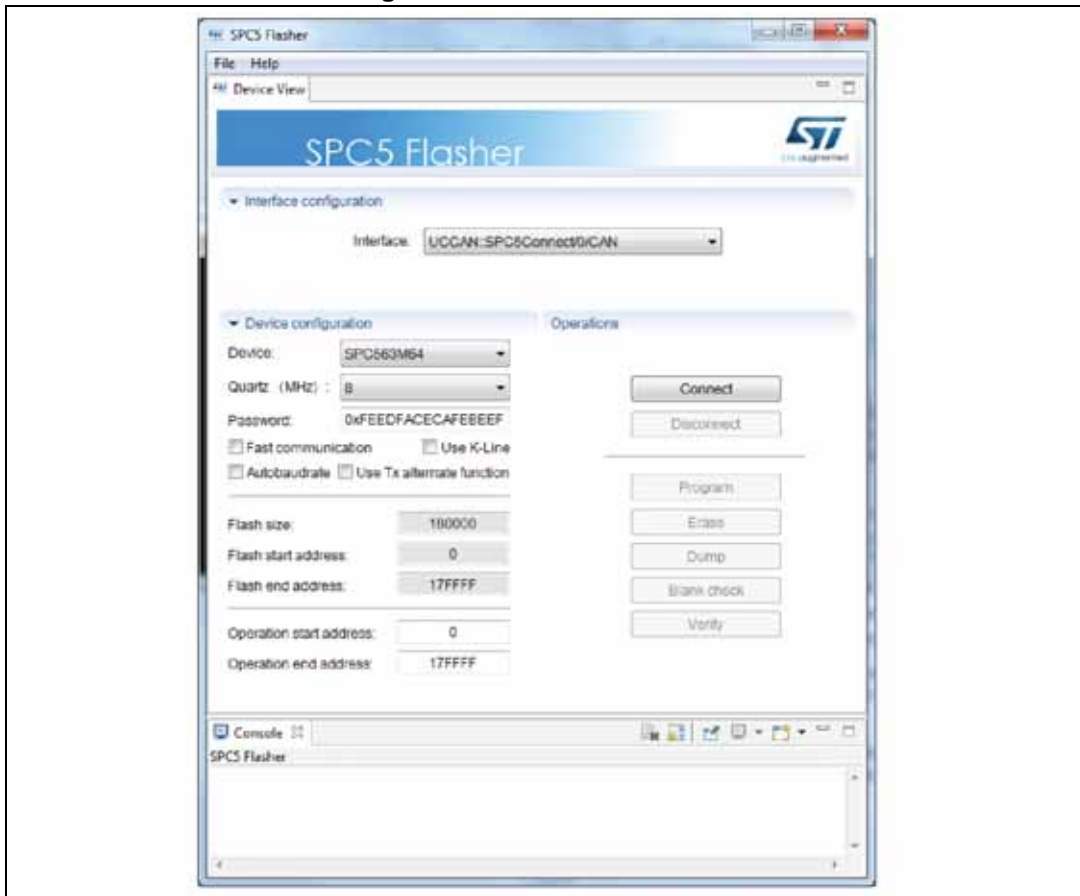 SPC5 Flasher
File Help
Device View
SPC5 Flasher
Interface configuration
Interface: UCCAN::SPC5Connect/0/CAN
Device configuration
Operations
Device: SPC563M64
Quartz (MHz) : 8
Connect
Password: 0xFEEDFACECAFEBEEF
Disconnect
Fast communication Use K-Line
Autobaudrate Use Tx alternate function
Program
Flash size: 180000
Erase
Flash start address: 0
Dump
Flash end address: 17FFFF
Blank check
Operation start address: 0
Verify
Operation end address: 17FFFF
Console
SPC5 Flasher